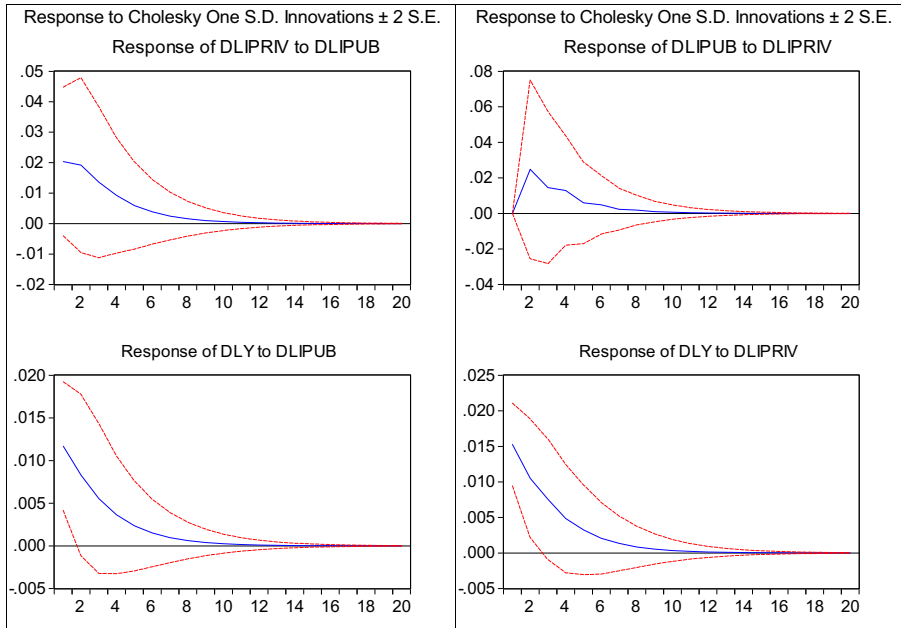 Response to Cholesky One S.D. Innovations ± 2 S.E.
Response of DLIPRIV to DLIPUB
.05
.04
.03
.02
.01
.00
-.01
-.02
2 4 6 8 10 12 14 16 18 20
Response to Cholesky One S.D. Innovations ± 2 S.E.
Response of DLIPUB to DLIPRIV
.08
.06
.04
.02
.00
-.02
-.04
2 4 6 8 10 12 14 16 18 20
Response of DLY to DLIPUB
.020
.015
.010
.005
.000
-.005
2 4 6 8 10 12 14 16 18 20
Response of DLY to DLIPRIV
.025
.020
.015
.010
.005
.000
-.005
2 4 6 8 10 12 14 16 18 20